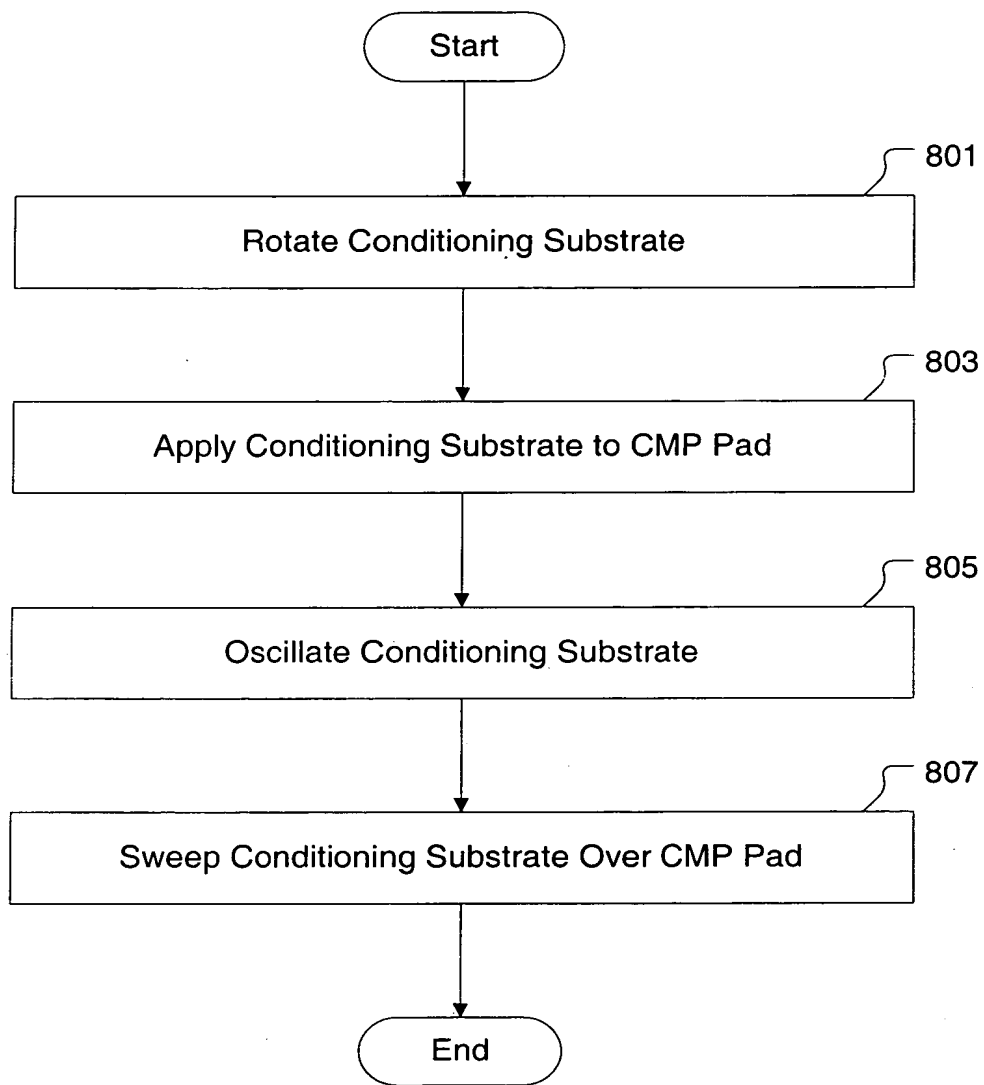 Start
801
Rotate Conditioning Substrate
803
Apply Conditioning Substrate to CMP Pad
805
Oscillate Conditioning Substrate
807
Sweep Conditioning Substrate Over CMP Pad
End